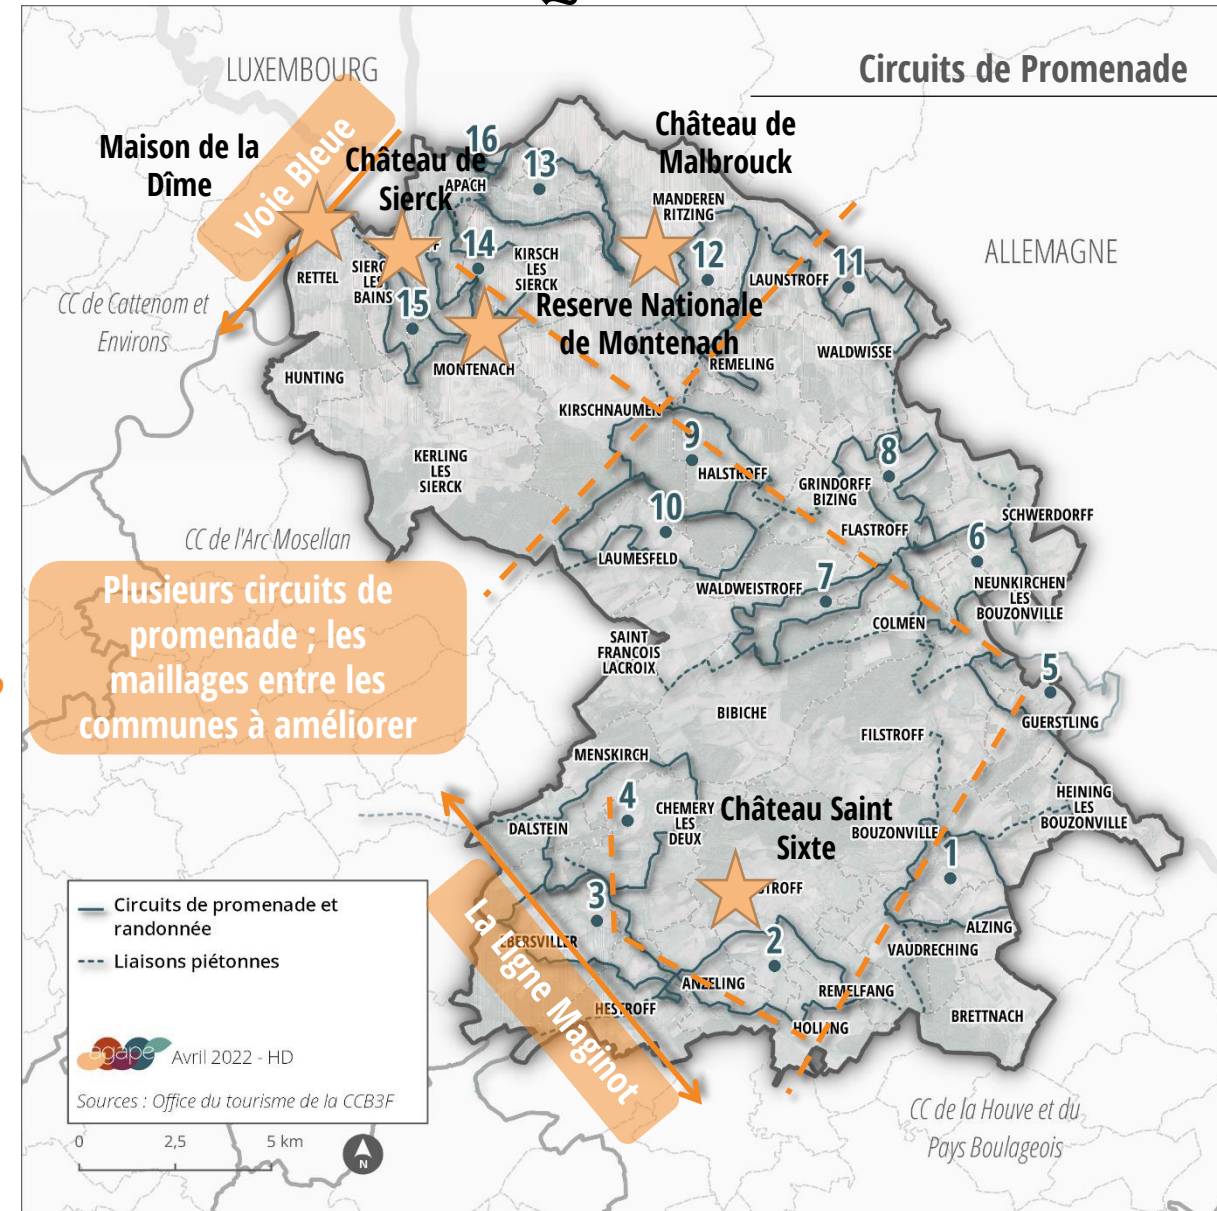 LUXEMBOURG
Circuits de Promenade
Maison de la
Dîme
Voie Bleue
Château de
Sierck
Château de
Malbrouck
16
13
APACH
MANDEREN
RITZING
ALLEMAGNE
14
KIRSCH
LES
SIERCK
12
11
LAUNSTROFF
RETTEL
LES
BAINS
15
CC de Cattenom et
Environs
Reserve Nationale
de Montenach
WALDWISSE
REMELING
MONTENACH
HUNTING
KIRSCHNAUMEN
9
HALSTROFF
8
KERLING
LES
SIERCK
GRINDORFF
BIZING
10
FLASTROFF
SCHWERDORFF
CC de l'Arc Mosellan
LAUMESFELD
6
WALDWEISTROFF
7
NEUNKIRCHEN
LES
BOUZONVILLE
Plusieurs circuits de
promenade ; les
maillages entre les
communes à améliorer
COLMEN
SAINT
FRANCOIS
LACROIX
5
BIBICHE
GUERSTLING
FILSTROFF
MENSKIRCH
4
CHEMERY
LES
DEUX
Château Saint
Sixte
HEINING
LES
BOUZONVILLE
DALSTEIN
BOUZONVILLE
1
3
STROFF
EBERSVILLER
La Ligne Maginot
2
ALZING
VAUDRECHING
ANZELING
REMELFANG
HESTROFF
HOLLING
BRETTNACH
Circuits de promenade et
randonnée
Liaisons piétonnes
agape
Avril 2022 - HD
Sources : Office du tourisme de la CCB3F
0 2,5 5 km
N
CC de la Houve et du
Pays Boulageois